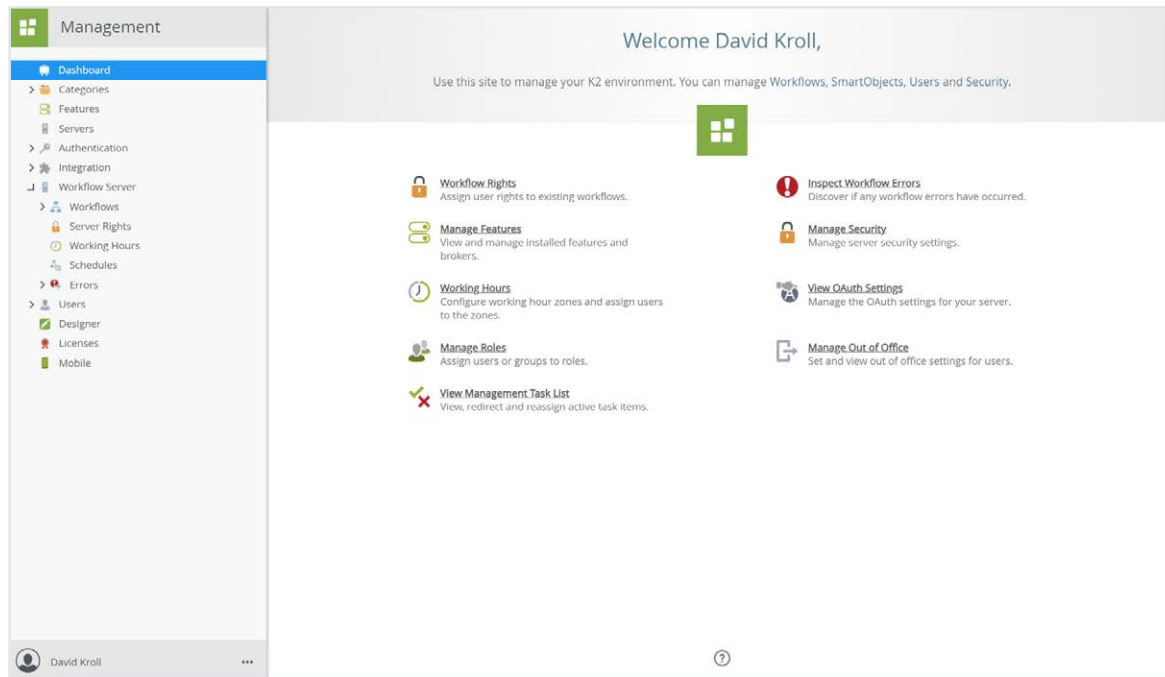 Management
Dashboard
Categories
Features
Servers
Authentication
Integration
Workflow Server
Workflows
Server Rights
Working Hours
Schedules
Errors
Users
Designer
Licenses
Mobile
David Kroll
Welcome David Kroll,
Use this site to manage your K2 environment. You can manage Workflows, SmartObjects, Users and Security.
Workflow Rights
Assign user rights to existing workflows.
Inspect Workflow Errors
Discover if any workflow errors have occurred.
Manage Features
View and manage installed features and
brokers.
Manage Security
Manage server security settings.
Working Hours
Configure working hour zones and assign users
to the zones.
View OAuth Settings
Manage the OAuth settings for your server.
Manage Roles
Assign users or groups to roles.
Manage Out of Office
Set and view out of office settings for users.
View Management Task List
View, redirect and reassign active task items.